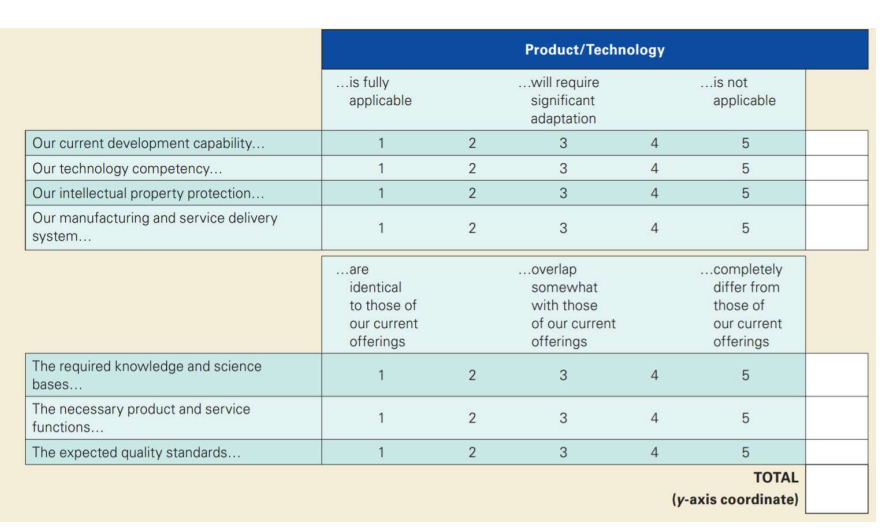 Product/Technology
…is fully …will require …is not
applicable significant applicable
adaptation
Our current development capability… 1 2 3 4 5
Our technology competency… 1 2 3 4 5
Our intellectual property protection… 1 2 3 4 5
Our manufacturing and service delivery
system… 1 2 3 4 5
…are …overlap …completely
identical somewhat differ from
to those of with those those of
our current of our current our current
offerings offerings offerings
The required knowledge and science
bases… 1 2 3 4 5
The necessary product and service
functions… 1 2 3 4 5
The expected quality standards… 1 2 3 4 5
TOTAL
(y-axis coordinate)